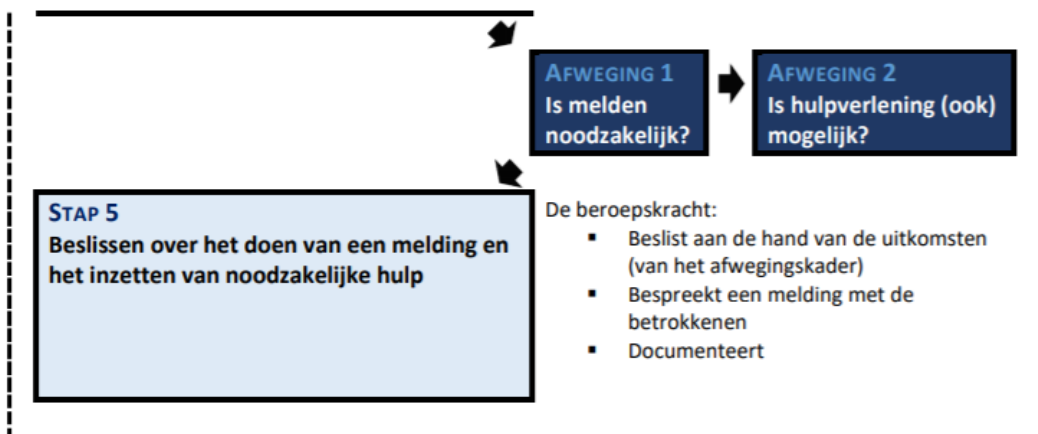 AFWEGING 1
Is melden
noodzakelijk?
AFWEGING 2
Is hulpverlening (ook)
mogelijk?
STAP 5
Beslissen over het doen van een melding en
het inzetten van noodzakelijke hulp
De beroepskracht:
▪ Beslist aan de hand van de uitkomsten
(van het afwegingskader)
▪ Bespreekt een melding met de
betrokkenen
▪ Documenteert